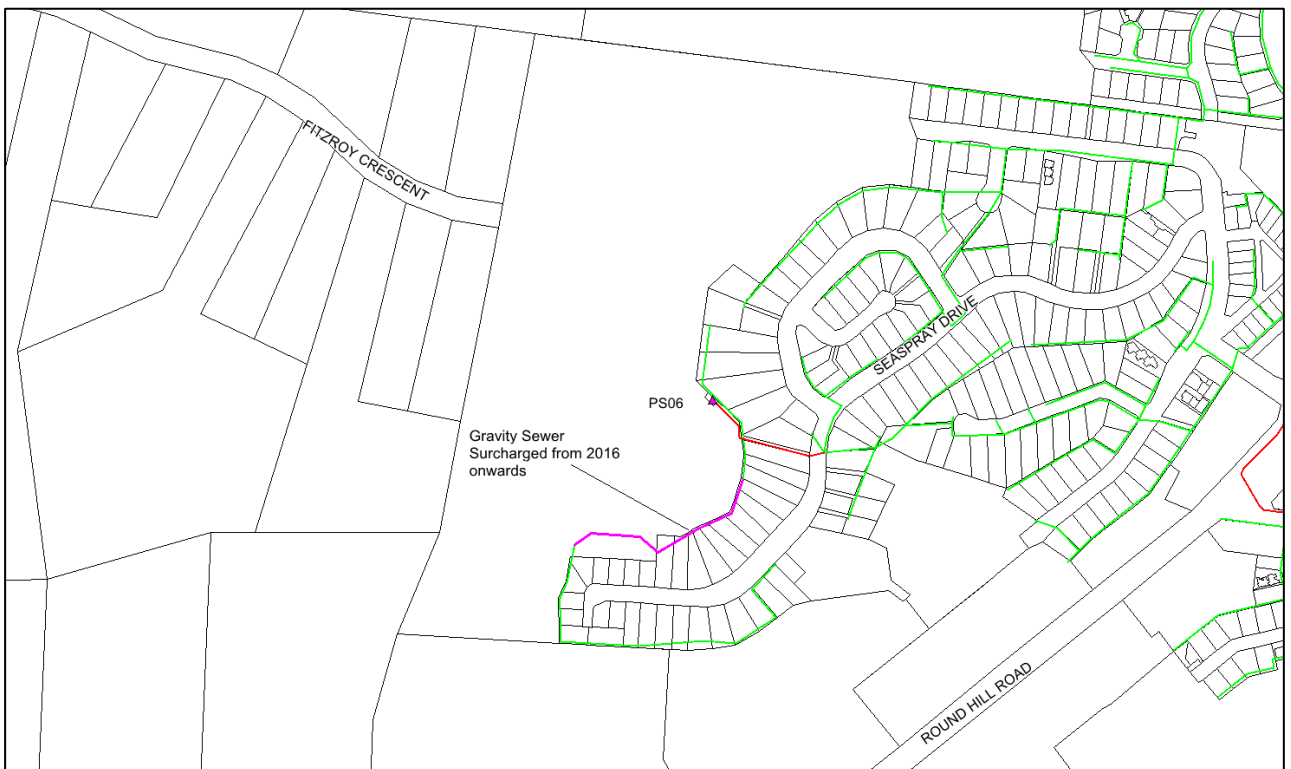 FITZROY CRESCENT
SEASPRAY DRIVE
PS06
Gravity Sewer
Surcharged from 2016
onwards
ROUND HILL ROAD